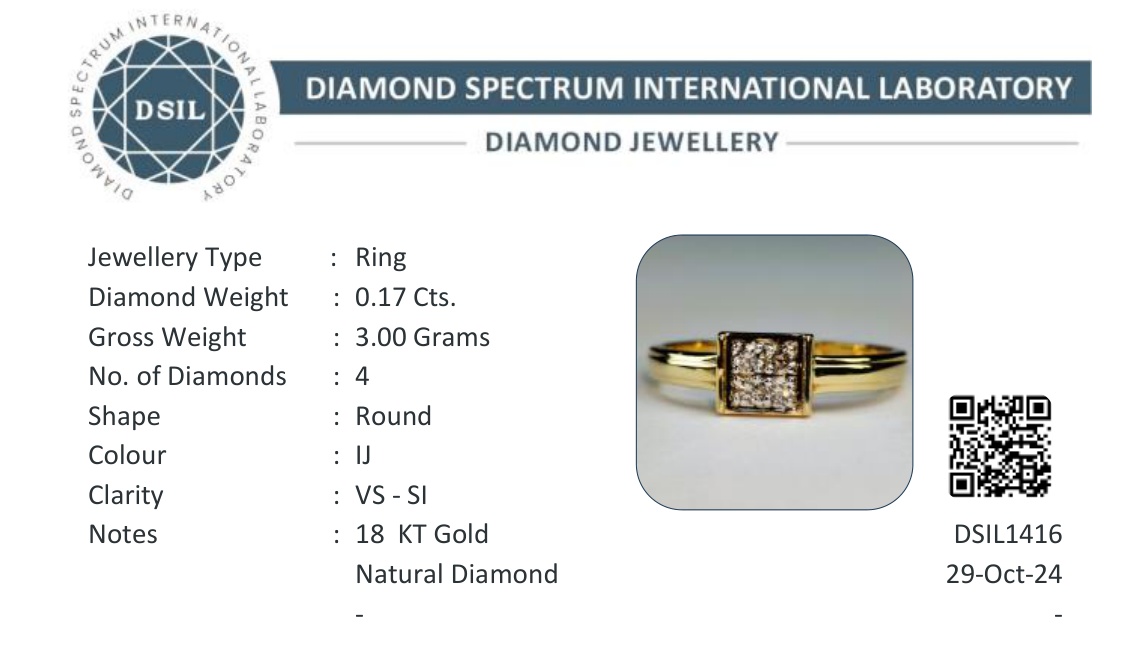 DIAMOND SPECTRUM INTERNATIONAL LABORATORY
DSIL
DIAMOND SPECTRUM INTERNATIONAL LABORATORY
DIAMOND JEWELLERY
Jewellery Type : Ring
Diamond Weight : 0.17 Cts.
Gross Weight : 3.00 Grams
No. of Diamonds : 4
Shape : Round
Colour : IJ
Clarity : VS - SI
Notes : 18 KT Gold
DSIL1416
Natural Diamond
29-Oct-24
-
-